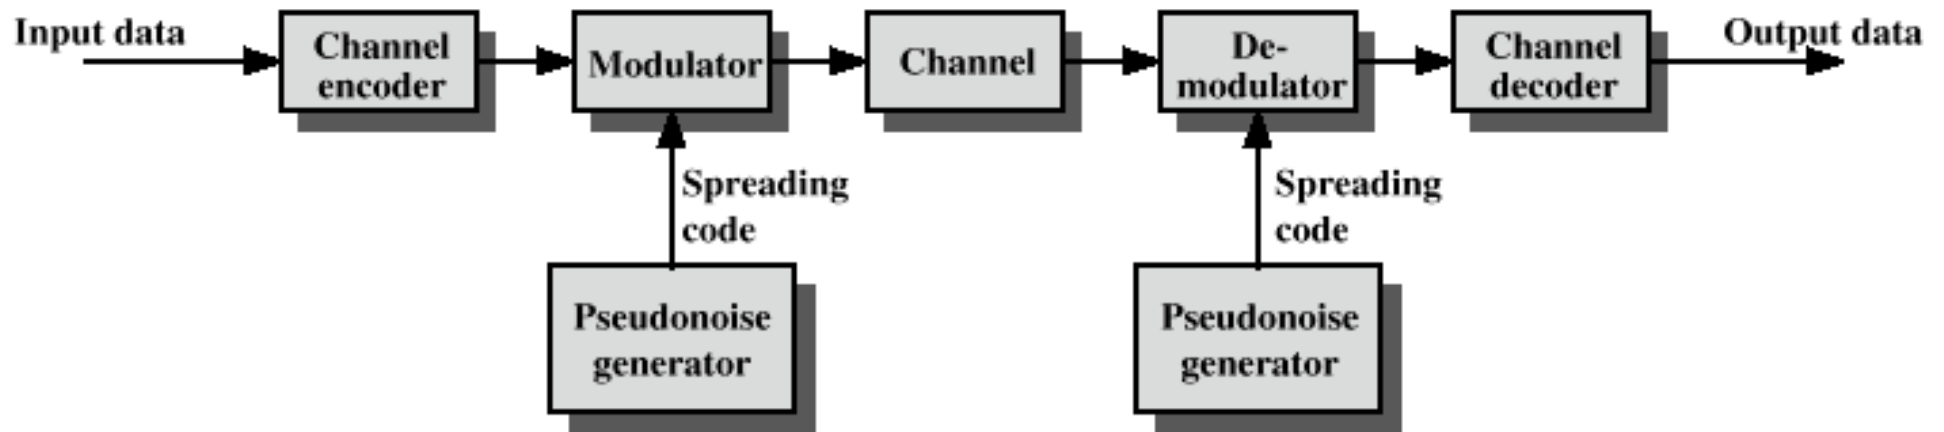 Input data
Channel
encoder
Modulator
Channel
De-
modulator
Channel
decoder
Output data
Spreading
code
Spreading
code
Pseudonoise
generator
Pseudonoise
generator